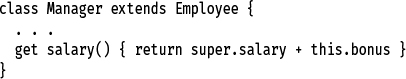 class Manager extends Employee {
  . . .
  get salary() { return super.salary + this.bonus }
}